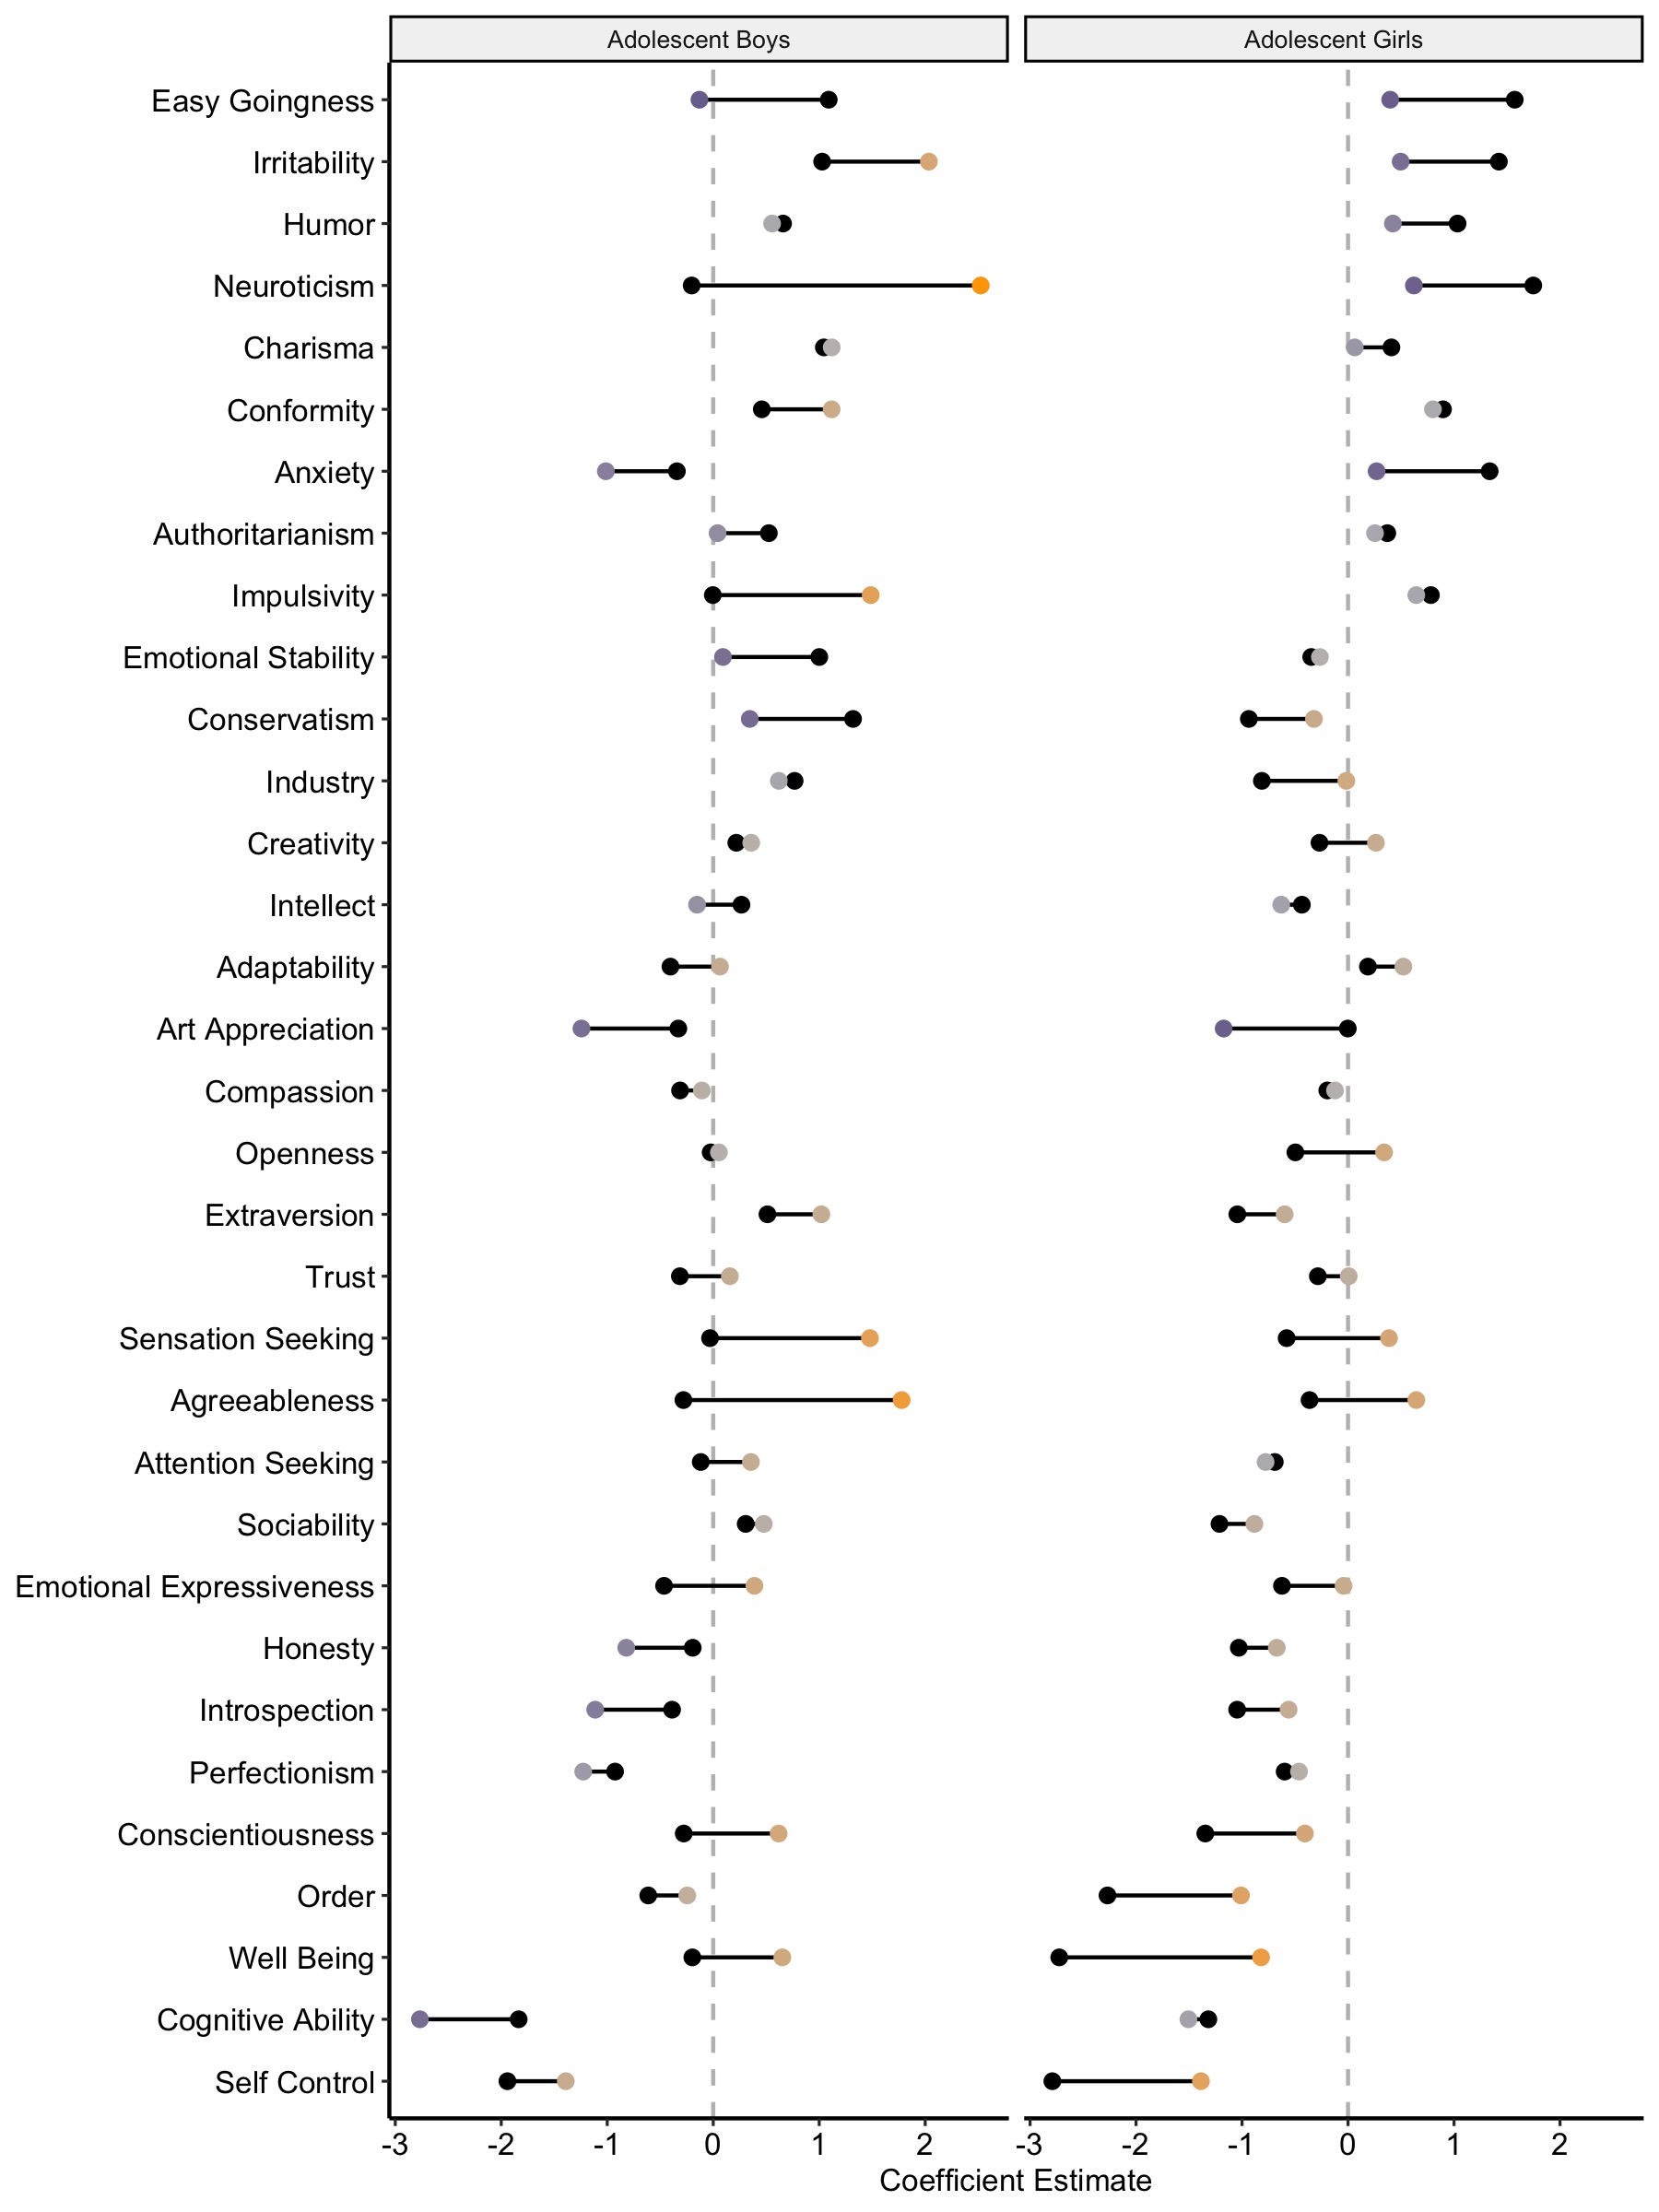 Adolescent Boys
Adolescent Girls
Easy Goingness
Irritability
Humor
Neuroticism
Charisma
Conformity
Anxiety
Authoritarianism
Impulsivity
Emotional Stability
Conservatism
Industry
Creativity
Intellect
Adaptability
Art Appreciation
Compassion
Openness
Extraversion
Trust
Sensation Seeking
Agreeableness
Attention Seeking
Sociability
Emotional Expressiveness
Honesty
Introspection
Perfectionism
Conscientiousness
Order
Well Being
Cognitive Ability
Self Control
-3 -2 -1 0 1 2
-3 -2 -1 0 1 2
Coefficient Estimate